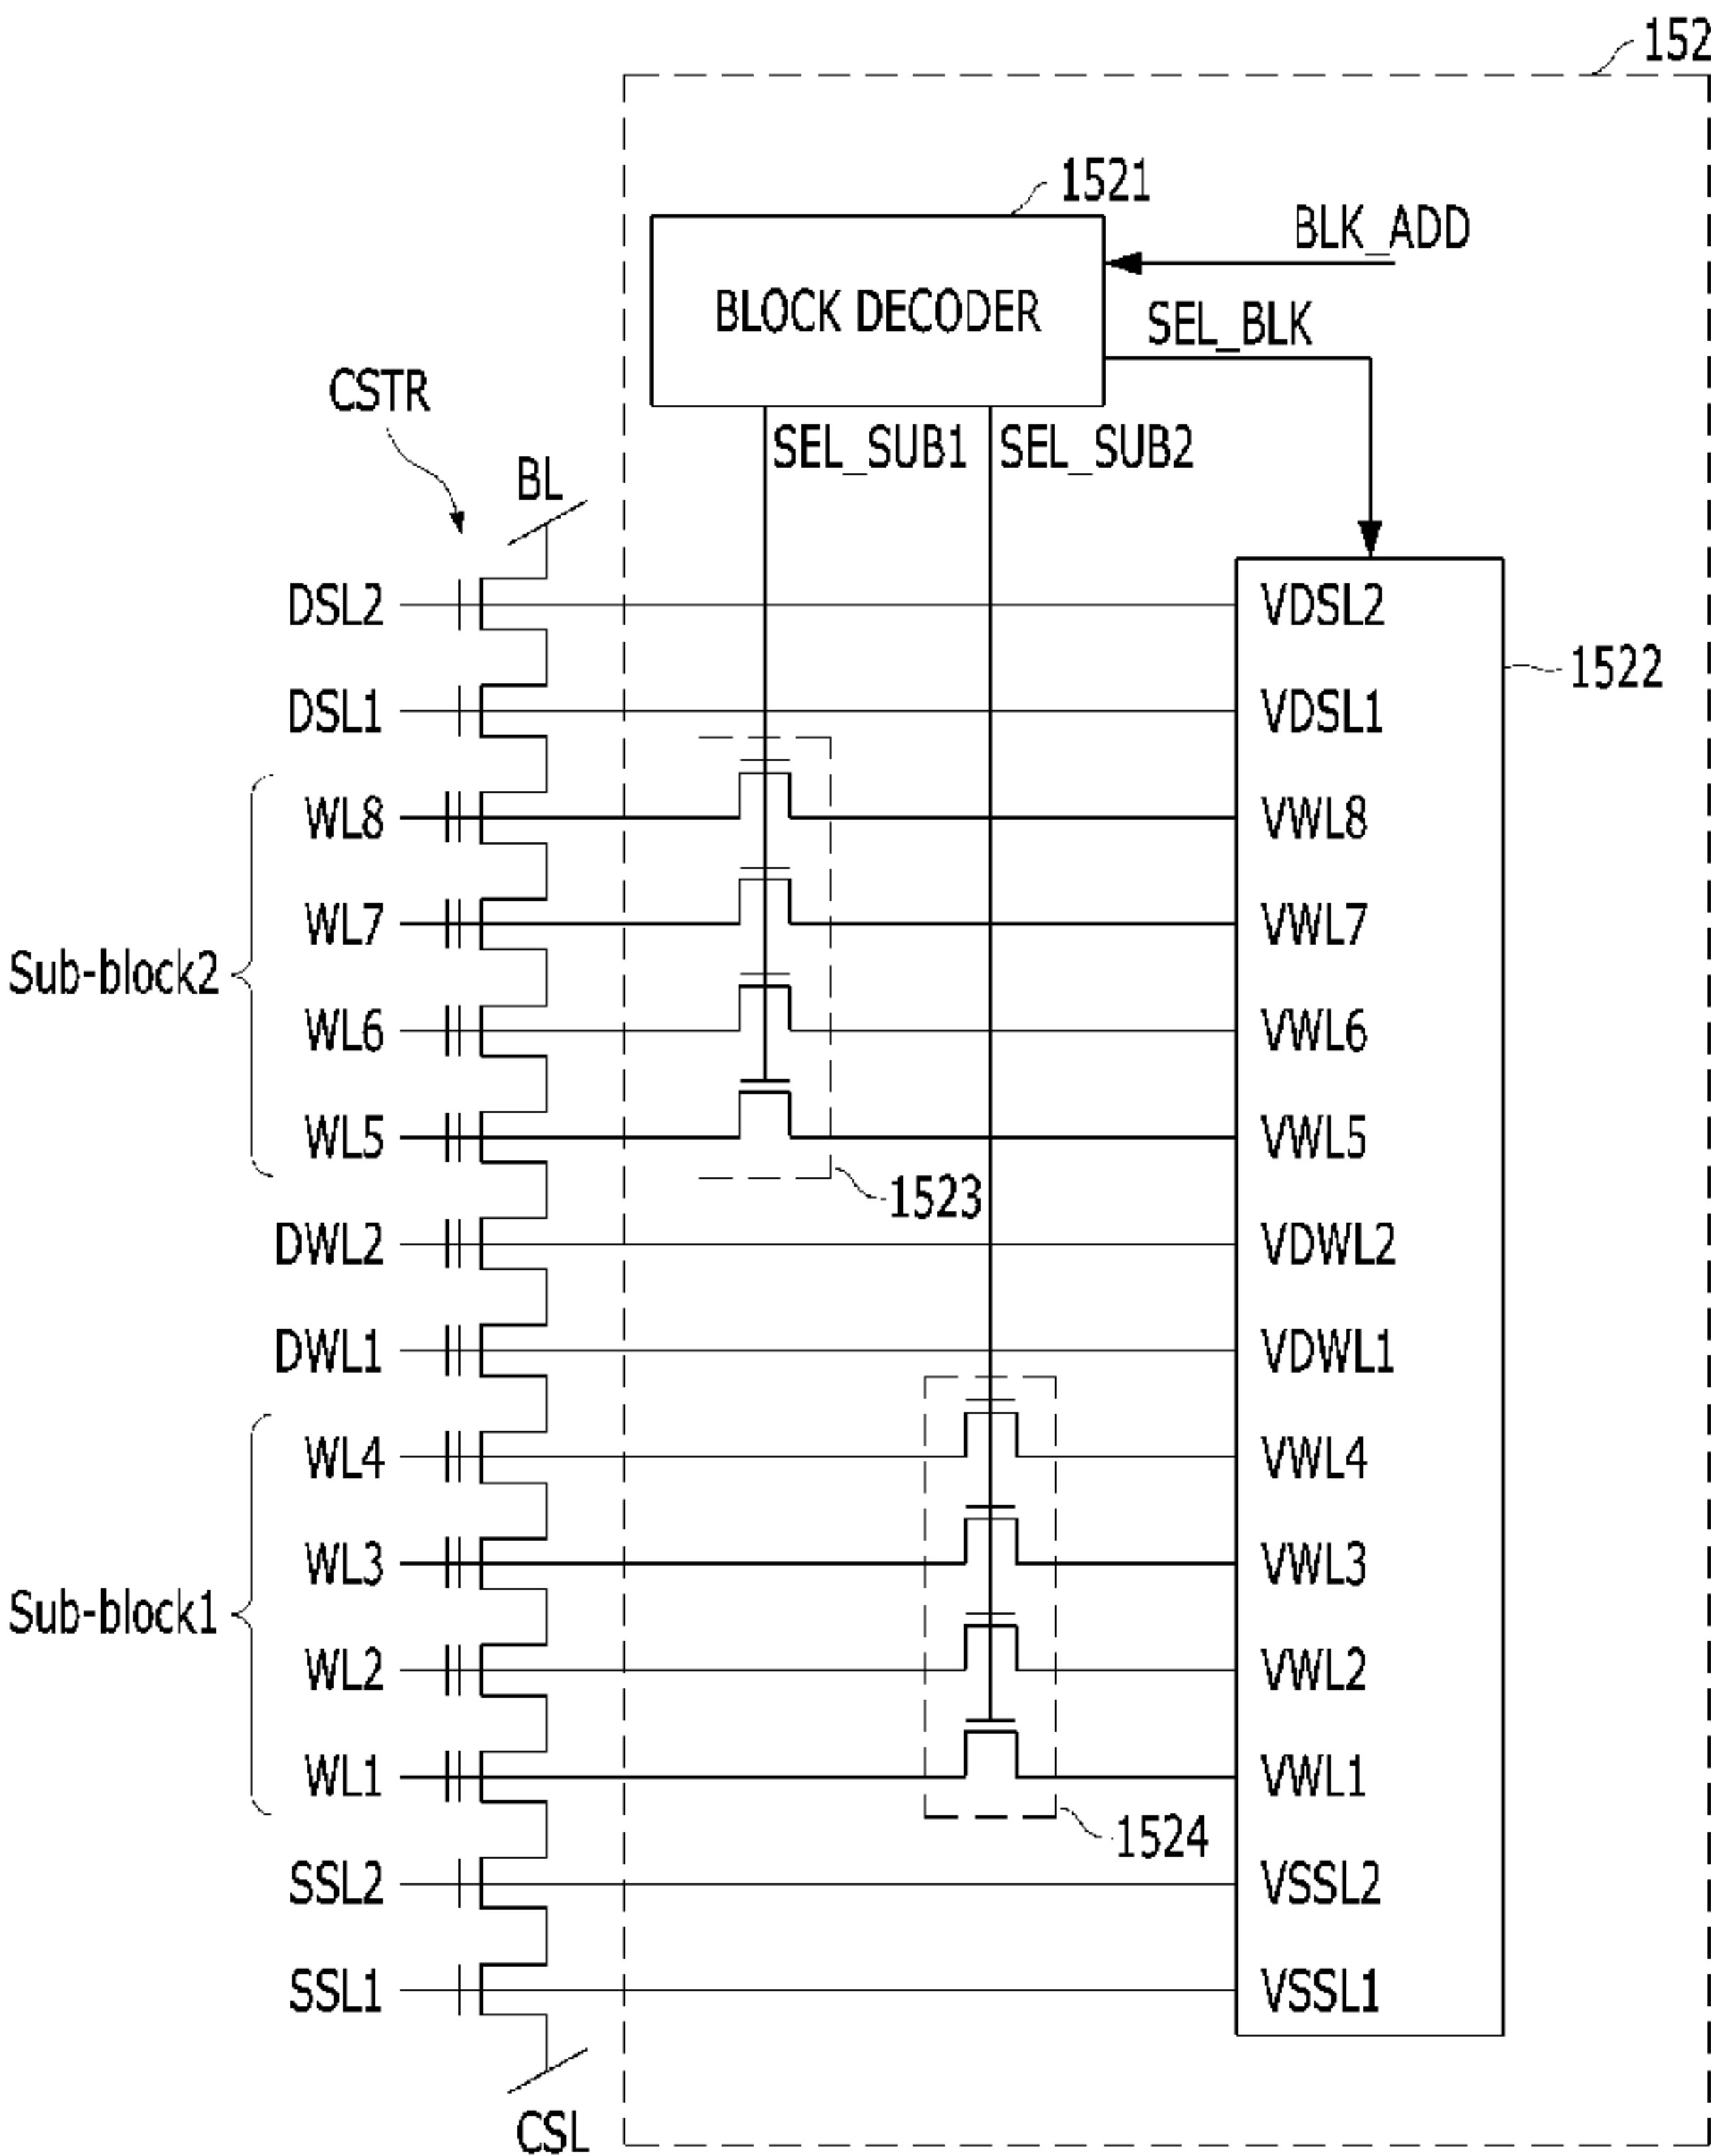 152
1521
BLK_ADD
BLOCK DECODER
SEL_BLK
CSTR
SEL_SUB1 SEL_SUB2
BL
DSL2 VDSL2
1522
DSL1 VDSL1
WL8 VWL8
WL7 VWL7
Sub-block2
WL6 VWL6
WL5 VWL5
1523
DWL2 VDWL2
DWL1 VDWL1
WL4 VWL4
WL3 VWL3
Sub-block1
WL2 VWL2
WL1 VWL1
1524
SSL2 VSSL2
SSL1 VSSL1
CSL